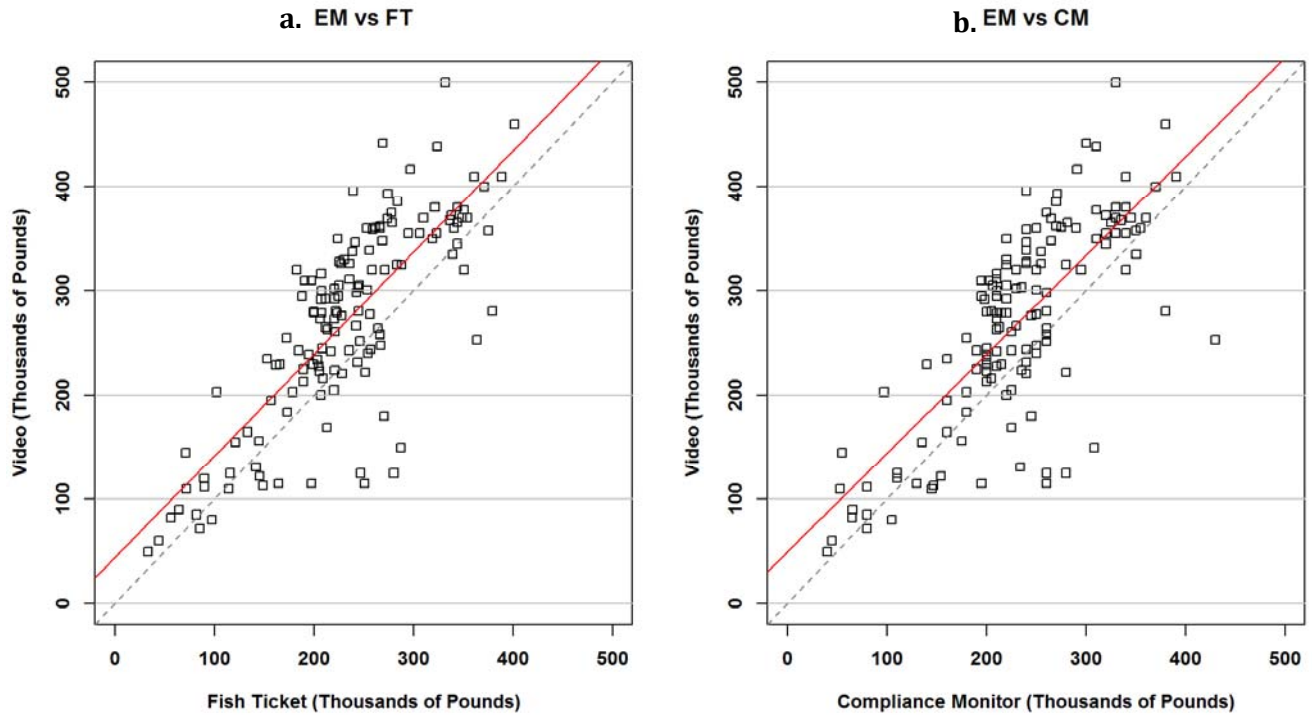 a. EM vs FT
Video (Thousands of Pounds)
500
400
300
200
100
0
0 100 200 300 400 500
Fish Ticket (Thousands of Pounds)
b. EM vs CM
Video (Thousands of Pounds)
500
400
300
200
100
0
0 100 200 300 400 500
Compliance Monitor (Thousands of Pounds)